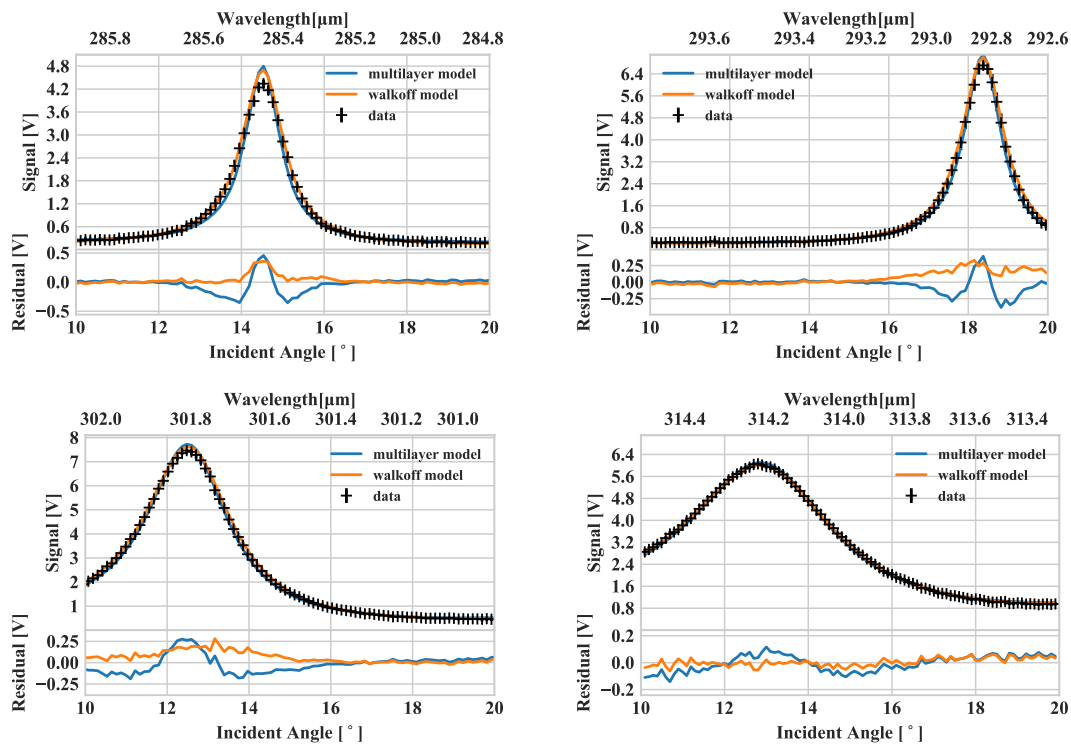 Wavelength[μm]
285.8 285.6 285.4 285.2 285.0 284.8
4.8
4.2
3.6
3.0
2.4
1.8
1.2
0.6
Signal [V]
multilayer model
walkoff model
data
0.5
0.0
−0.5
Residual [V]
10 12 14 16 18 20
Incident Angle [°]
Wavelength[μm]
293.6 293.4 293.2 293.0 292.8 292.6
6.4
5.6
4.8
4.0
3.2
2.4
1.6
0.8
Signal [V]
multilayer model
walkoff model
data
0.25
0.00
−0.25
Residual [V]
10 12 14 16 18 20
Incident Angle [°]
Wavelength[μm]
302.0 301.8 301.6 301.4 301.2 301.0
8
7
6
5
4
3
2
1
Signal [V]
multilayer model
walkoff model
data
0.25
0.00
−0.25
Residual [V]
10 12 14 16 18 20
Incident Angle [°]
Wavelength[μm]
314.4 314.2 314.0 313.8 313.6 313.4
6.4
5.6
4.8
4.0
3.2
2.4
1.6
0.8
Signal [V]
multilayer model
walkoff model
data
0.2
0.0
−0.2
Residual [V]
10 12 14 16 18 20
Incident Angle [°]